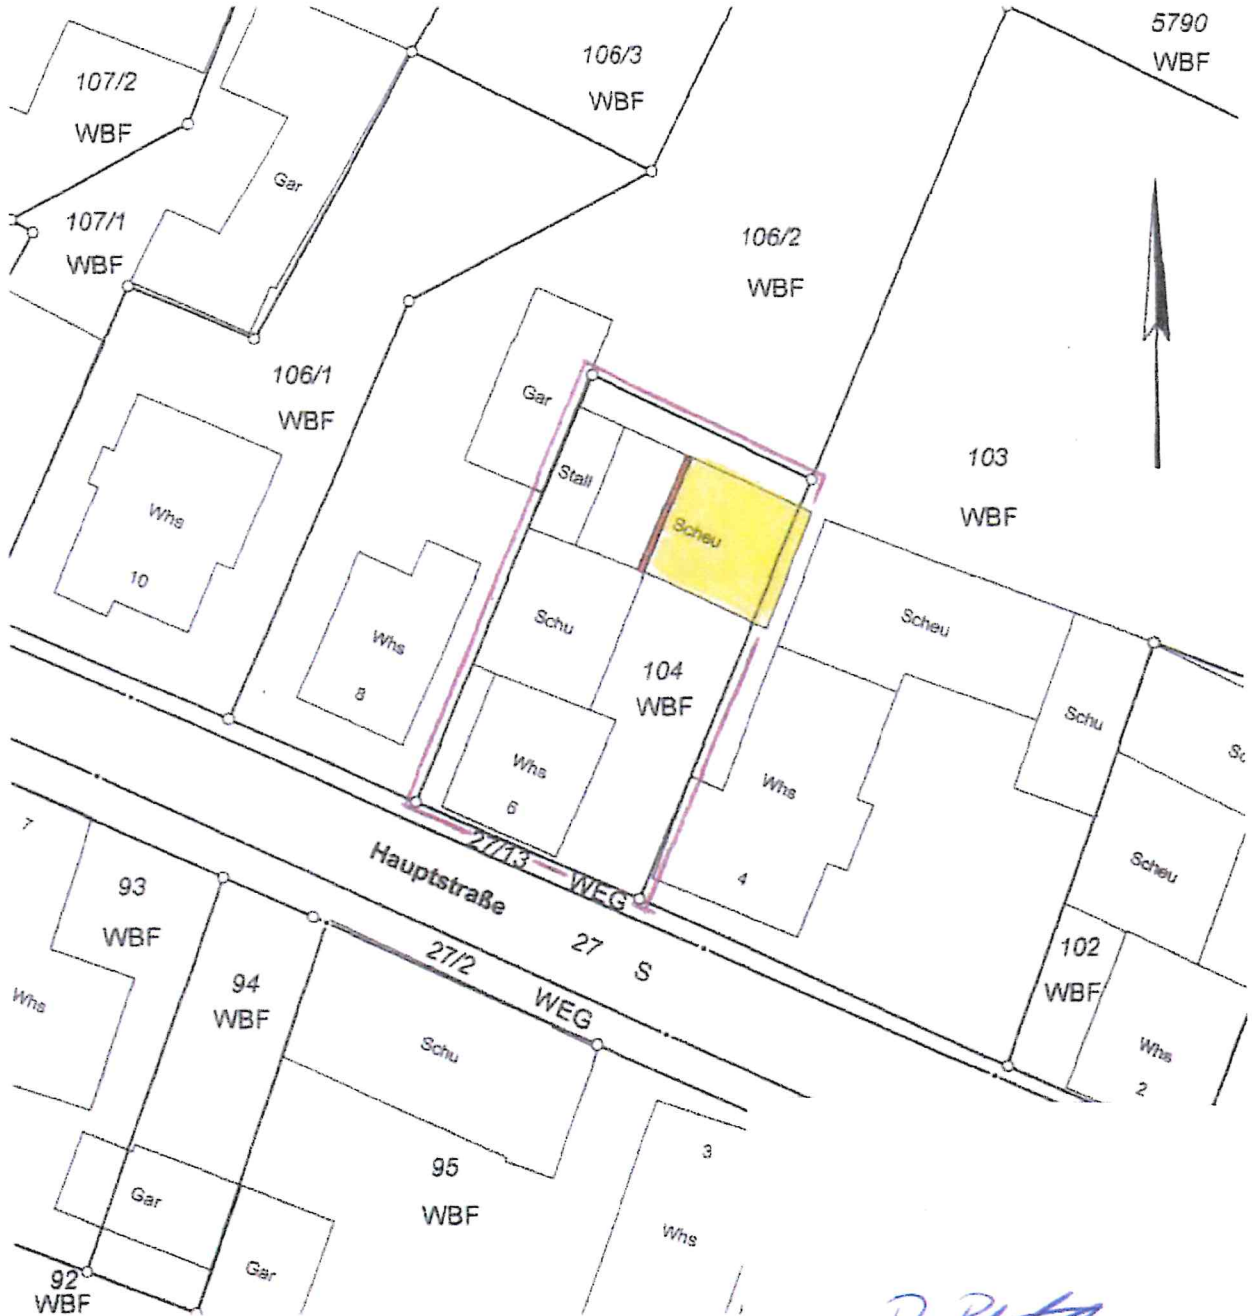 5790
WBF
106/3
WBF
107/2
WBF
Gar
107/1
WBF
106/2
WBF
106/1
WBF
Gar
103
WBF
Stall
Scheu
Whs
10
Schu
Whs
8
Scheu
104
WBF
Schu
Whs
6
Whs
4
Scheu
7
Hauptstraße
27/13
WEG
93
WBF
27
S
27/2
WEG
94
WBF
102
WBF
Whs
Schu
Whs
2
95
WBF
3
Gar
Whs
Gar
92
WBF